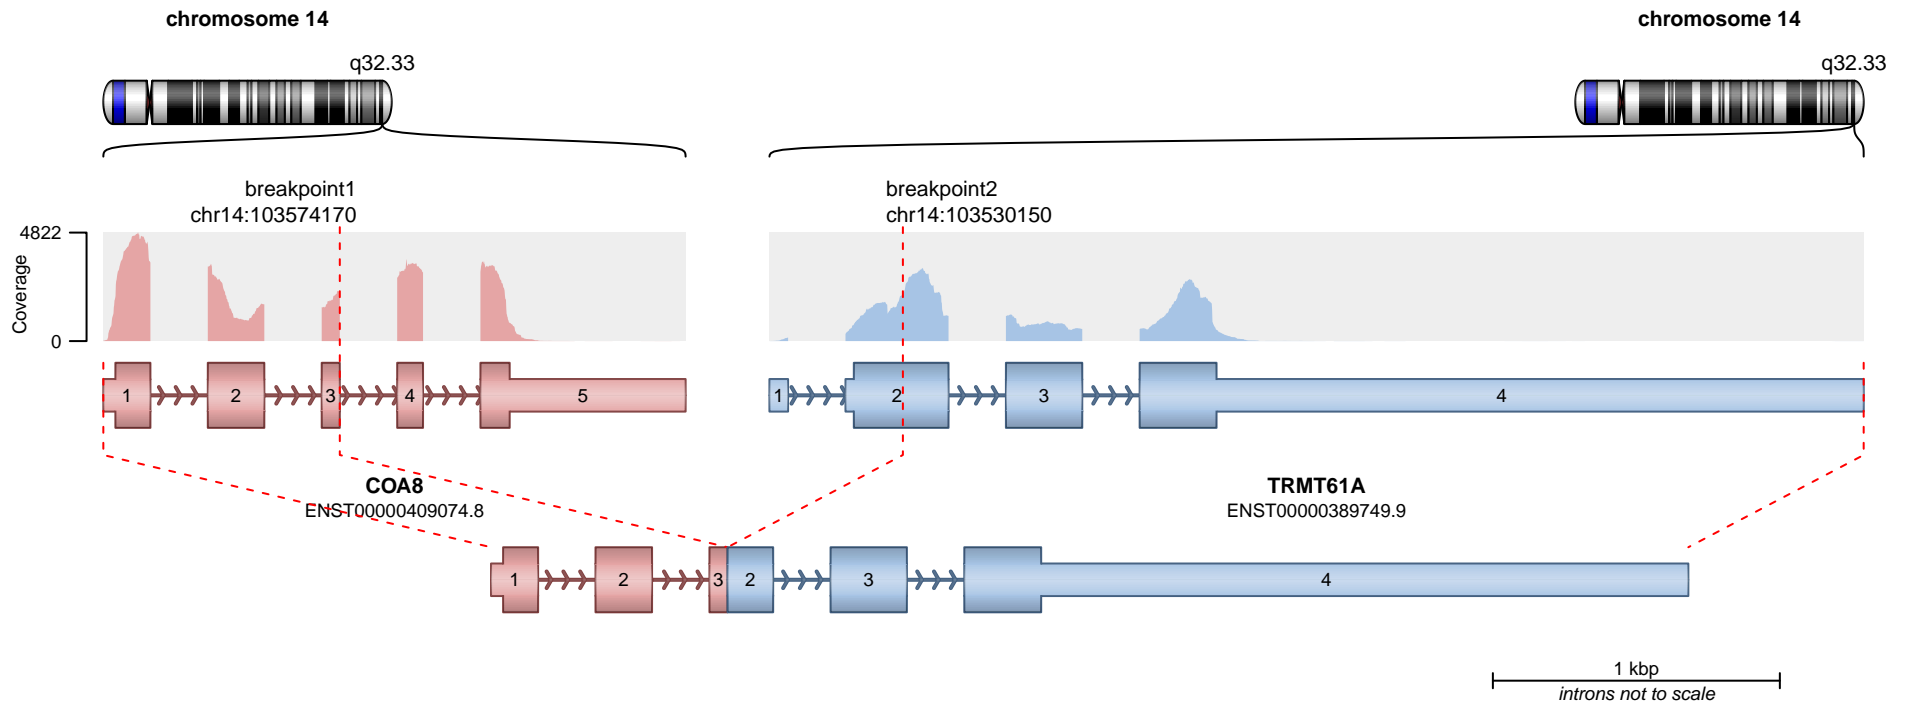 chromosome 14
chromosome 14
q32.33
q32.33
breakpoint1
chr14:103574170
breakpoint2
chr14:103530150
4822
Coverage
0
1 2 3 4 5
1 2 3 4
COA8
ENST00000409074.8
TRMT61A
ENST00000389749.9
1 2 3 2 3 4
1 kbp
introns not to scale